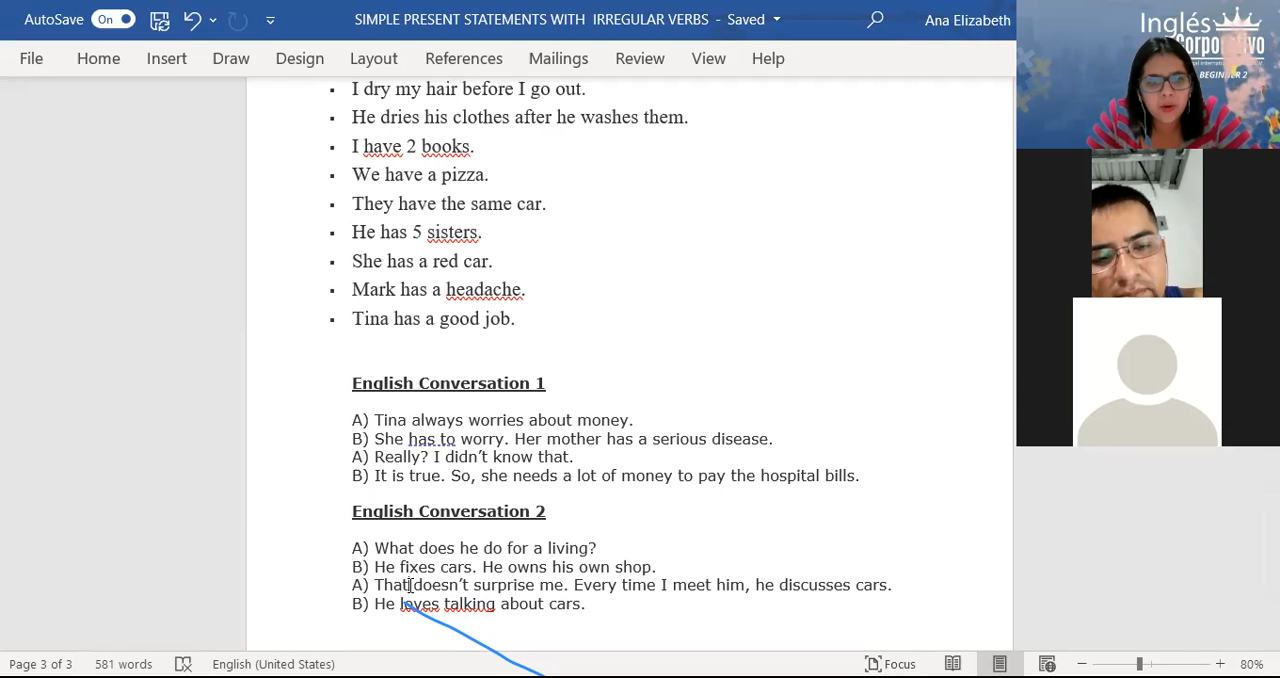 AutoSave On SIMPLE PRESENT STATEMENTS WITH IRREGULAR VERBS - Saved Ana Elizabeth
File Home Insert Draw Design Layout References Mailings Review View Help
Inglés
Corporativo
BEGINNER 2
▪ I dry my hair before I go out.
▪ He dries his clothes after he washes them.
▪ I have 2 books.
▪ We have a pizza.
▪ They have the same car.
▪ He has 5 sisters.
▪ She has a red car.
▪ Mark has a headache.
▪ Tina has a good job.
English Conversation 1
A) Tina always worries about money.
B) She has to worry. Her mother has a serious disease.
A) Really? I didn’t know that.
B) It is true. So, she needs a lot of money to pay the hospital bills.
English Conversation 2
A) What does he do for a living?
B) He fixes cars. He owns his own shop.
A) That doesn’t surprise me. Every time I meet him, he discusses cars.
B) He loves talking about cars.
Page 3 of 3 581 words English (United States) Focus 80%